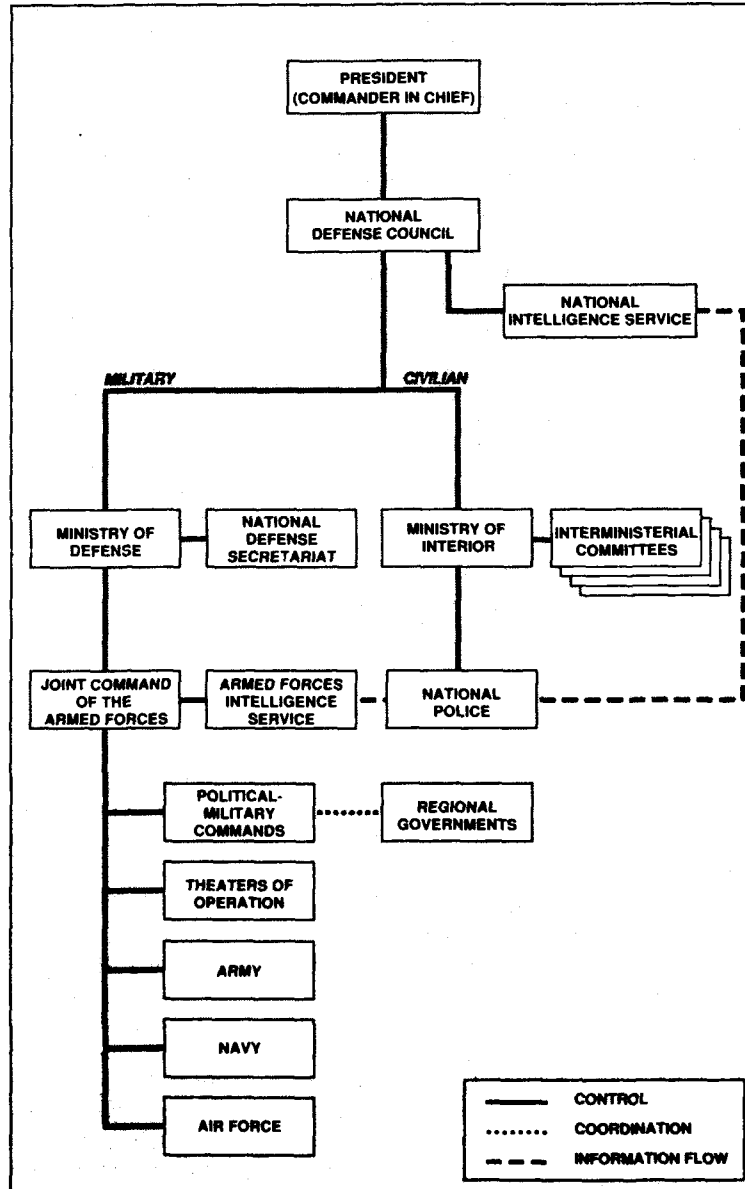 PRESIDENT
(COMMANDER IN CHIEF)
NATIONAL
DEFENSE COUNCIL
NATIONAL
INTELLIGENCE SERVICE
MILITARY
CIVILIAN
MINISTRY OF
DEFENSE
NATIONAL
DEFENSE
SECRETARIAT
MINISTRY OF
INTERIOR
INTERMINISTERIAL
COMMITTEES
JOINT COMMAND
OF THE
ARMED FORCES
ARMED FORCES
INTELLIGENCE
SERVICE
NATIONAL
POLICE
POLITICAL-
MILITARY
COMMANDS
REGIONAL
GOVERNMENTS
THEATERS OF
OPERATION
ARMY
NAVY
AIR FORCE
CONTROL
COORDINATION
INFORMATION FLOW